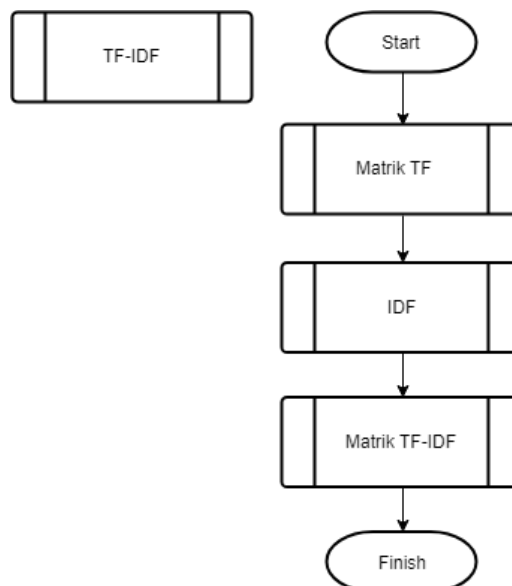 TF-IDF
Start
Matrik TF
IDF
Matrik TF-IDF
Finish